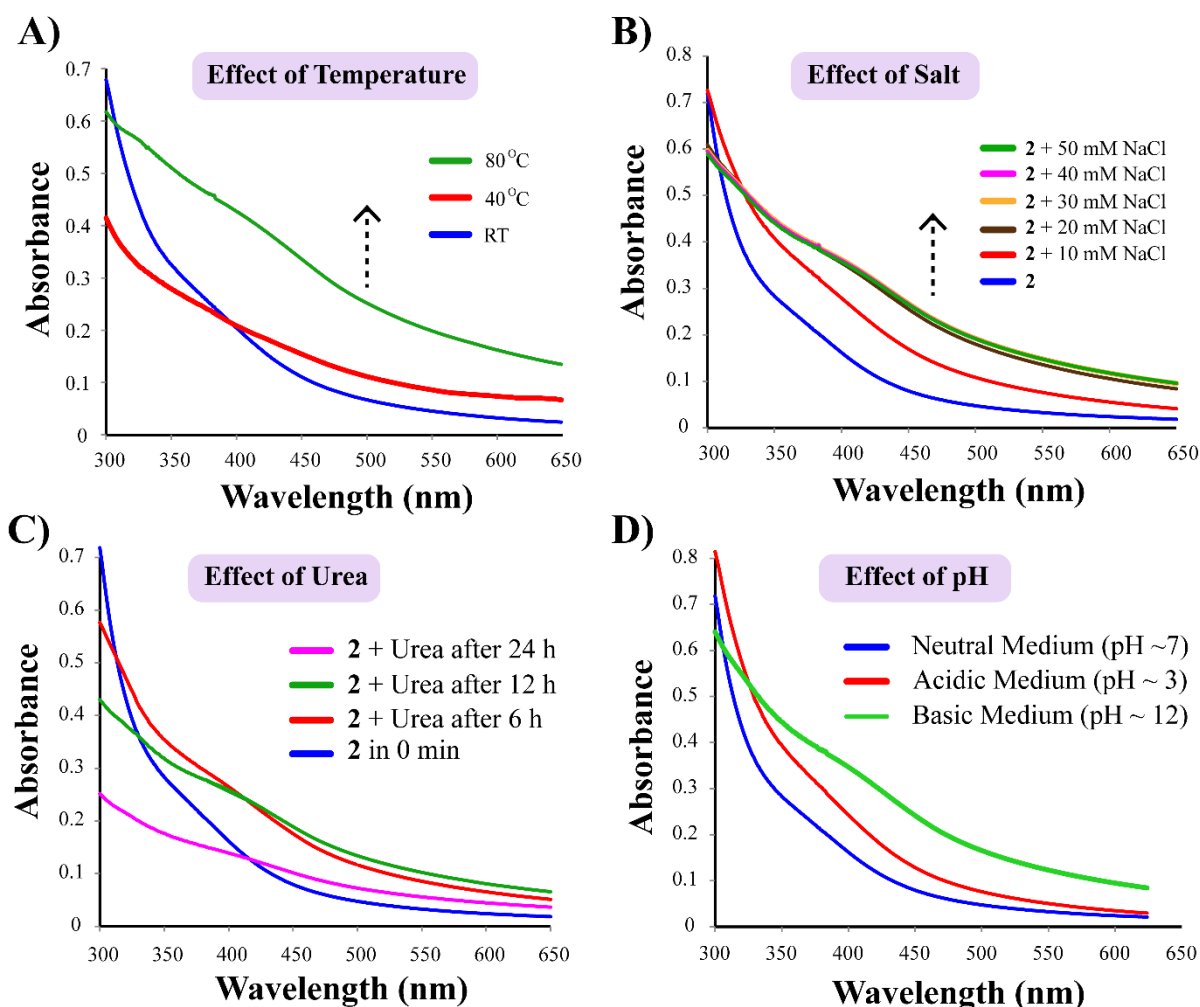 A)
Effect of Temperature
0.7
0.6
0.5
0.4
0.3
0.2
0.1
0
Absorbance
80°C
40°C
RT
300 350 400 450 500 550 600 650
Wavelength (nm)
B)
Effect of Salt
0.8
0.7
0.6
0.5
0.4
0.3
0.2
0.1
0
Absorbance
2 + 50 mM NaCl
2 + 40 mM NaCl
2 + 30 mM NaCl
2 + 20 mM NaCl
2 + 10 mM NaCl
2
300 350 400 450 500 550 600 650
Wavelength (nm)
C)
Effect of Urea
0.7
0.6
0.5
0.4
0.3
0.2
0.1
0
Absorbance
2 + Urea after 24 h
2 + Urea after 12 h
2 + Urea after 6 h
2 in 0 min
300 350 400 450 500 550 600 650
Wavelength (nm)
D)
Effect of pH
0.8
0.7
0.6
0.5
0.4
0.3
0.2
0.1
0
Absorbance
Neutral Medium (pH ~7)
Acidic Medium (pH ~ 3)
Basic Medium (pH ~ 12)
300 350 400 450 500 550 600 650
Wavelength (nm)